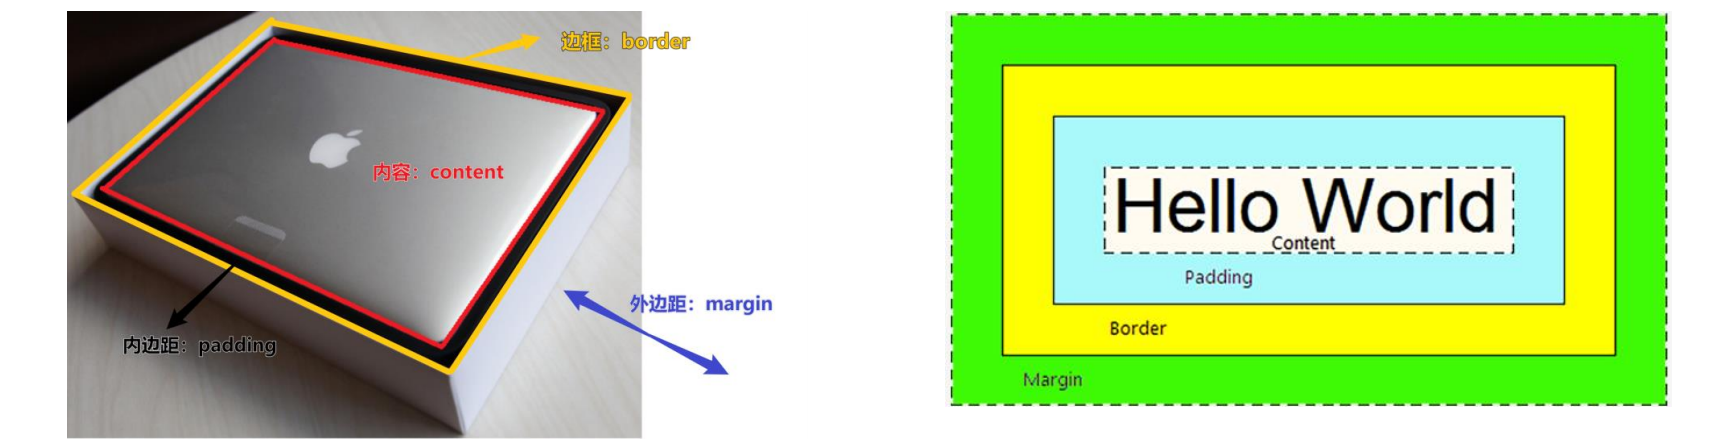 边框：border
内容：content
外边距：margin
内边距：padding
Hello World
Content
Padding
Border
Margin